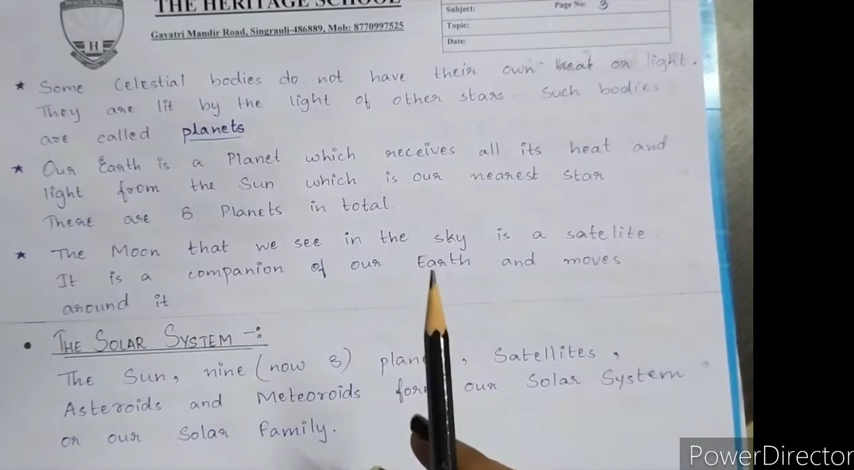 THE HERITAGE SCHOOL
Gayatri Mandir Road, Singrauli-486889, Mob: 8770997525
Subject: Page No: 3
Topic:
Date:
H
* Some Celestial bodies do not have their own heat or light.
They are lit by the light of other stars Such bodies
are called planets
* Our Earth is a Planet which receives all its heat and
light from the Sun which is our nearest star
There are 8 Planets in total
* The Moon that we see in the sky is a satelite
It is a companion of our Earth and moves
around it
• THE SOLAR SYSTEM -:
The Sun, nine (now 8) , Satellites,
Asteroids and Meteoroids our Solar System
or our Solar Family.
PowerDirector